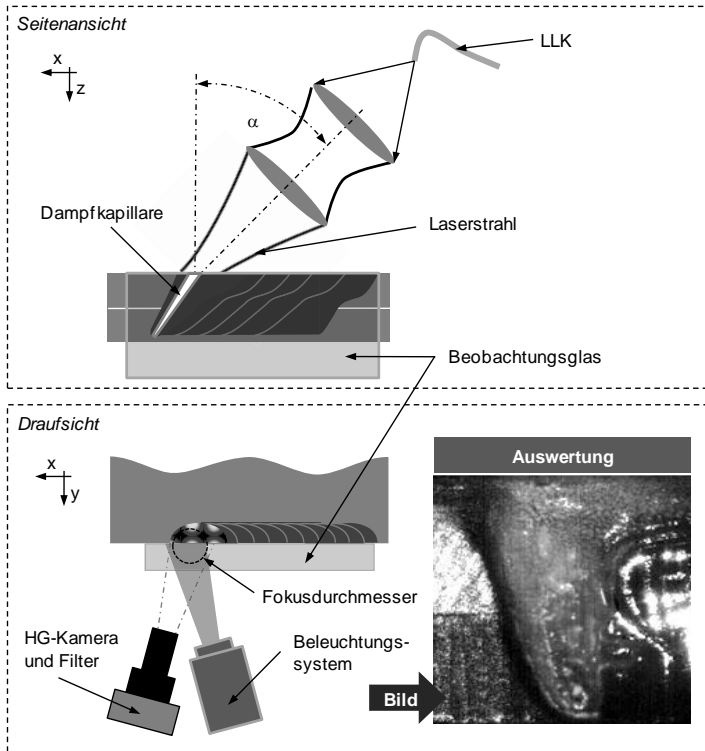 Seitenansicht
x
z
α
LLK
Dampfkapillare
Laserstrahl
Beobachtungsglas
Draufsicht
x
y
Auswertung
Fokusdurchmesser
HG-Kamera
und Filter
Beleuchtungs-
system
Bild